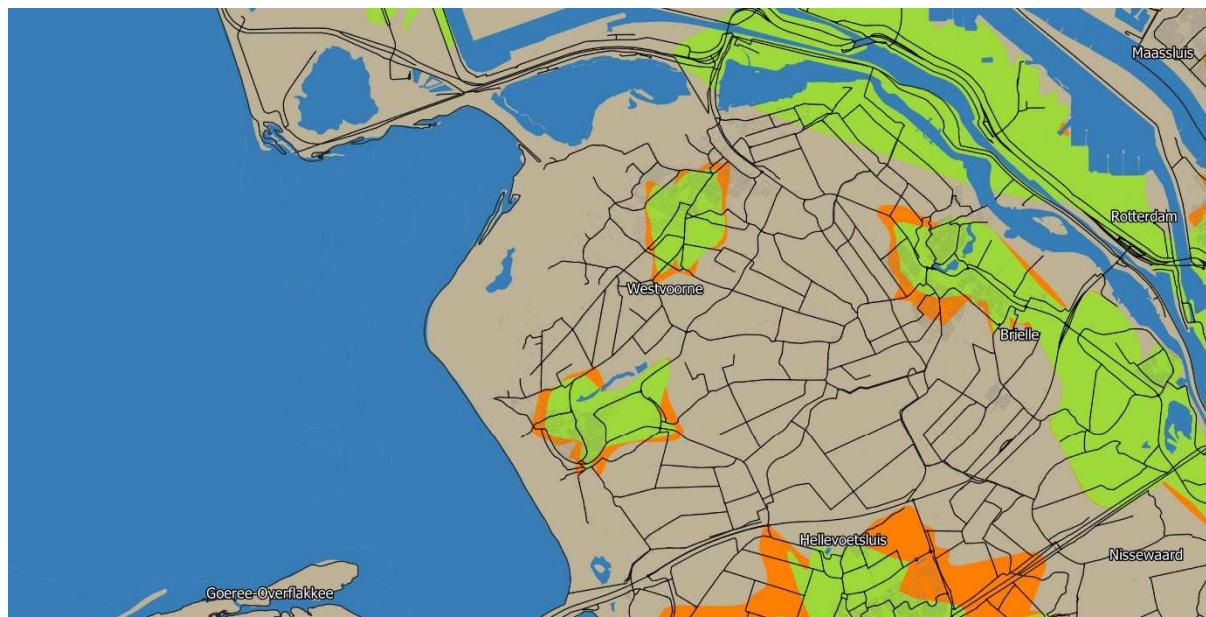 Maassluis
Rotterdam
Westvoorne
Brielle
Hellevoetsluis
Nissewaard
Goeree-Overflakkee